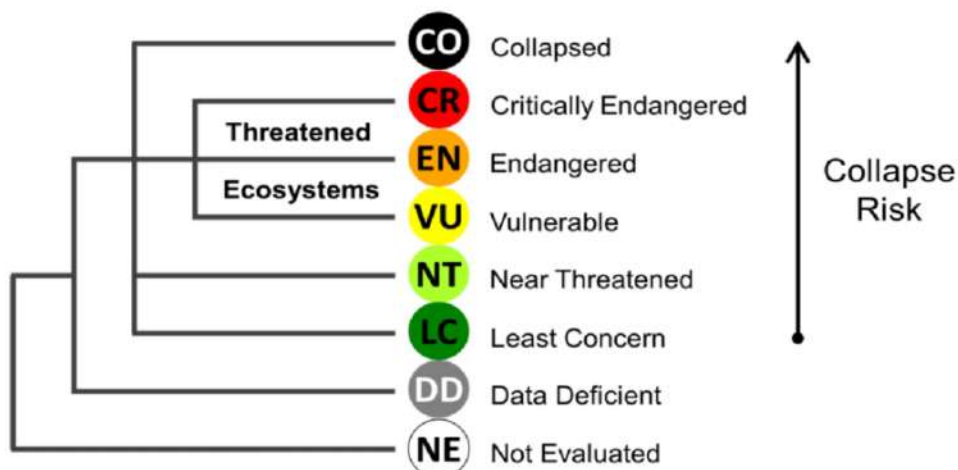 CO Collapsed
CR Critically Endangered
Threatened
EN Endangered
Ecosystems
VU Vulnerable
NT Near Threatened
LC Least Concern
DD Data Deficient
NE Not Evaluated
Collapse
Risk